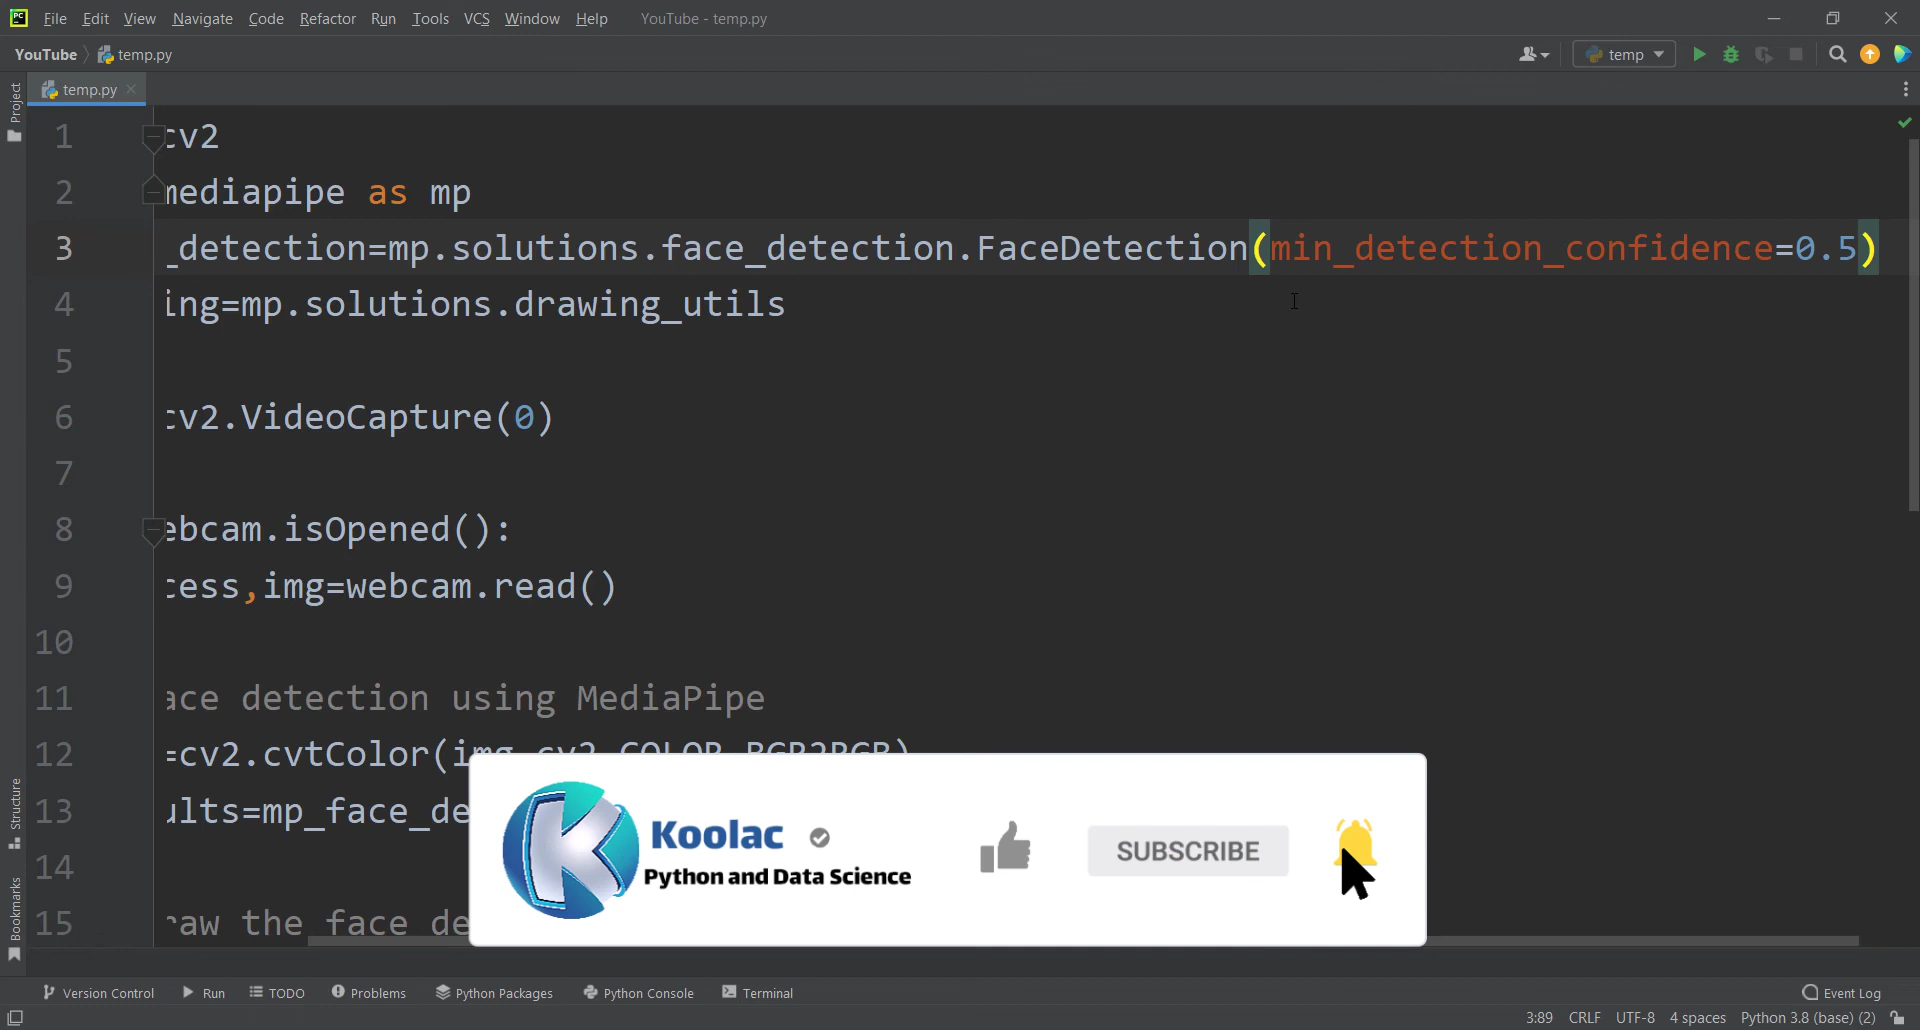 File Edit View Navigate Code Refactor Run Tools VCS Window Help YouTube - temp.py
YouTube temp.py temp
Project
temp.py
1 cv2
2 mediapipe as mp
3 _detection=mp.solutions.face_detection.FaceDetection(min_detection_confidence=0.5)
4 ing=mp.solutions.drawing_utils
5
6 cv2.VideoCapture(0)
7
8 ebcam.isOpened():
9 cess,img=webcam.read()
10
11 ace detection using MediaPipe
12 =cv2.cvtColor(img,cv2.COLOR_BGR2RGB)
13 ults=mp_face_de
14
15 raw the face de
Koolac
Python and Data Science
SUBSCRIBE
Structure
Bookmarks
Version Control Run TODO Problems Python Packages Python Console Terminal Event Log
3:89 CRLF UTF-8 4 spaces Python 3.8 (base) (2)